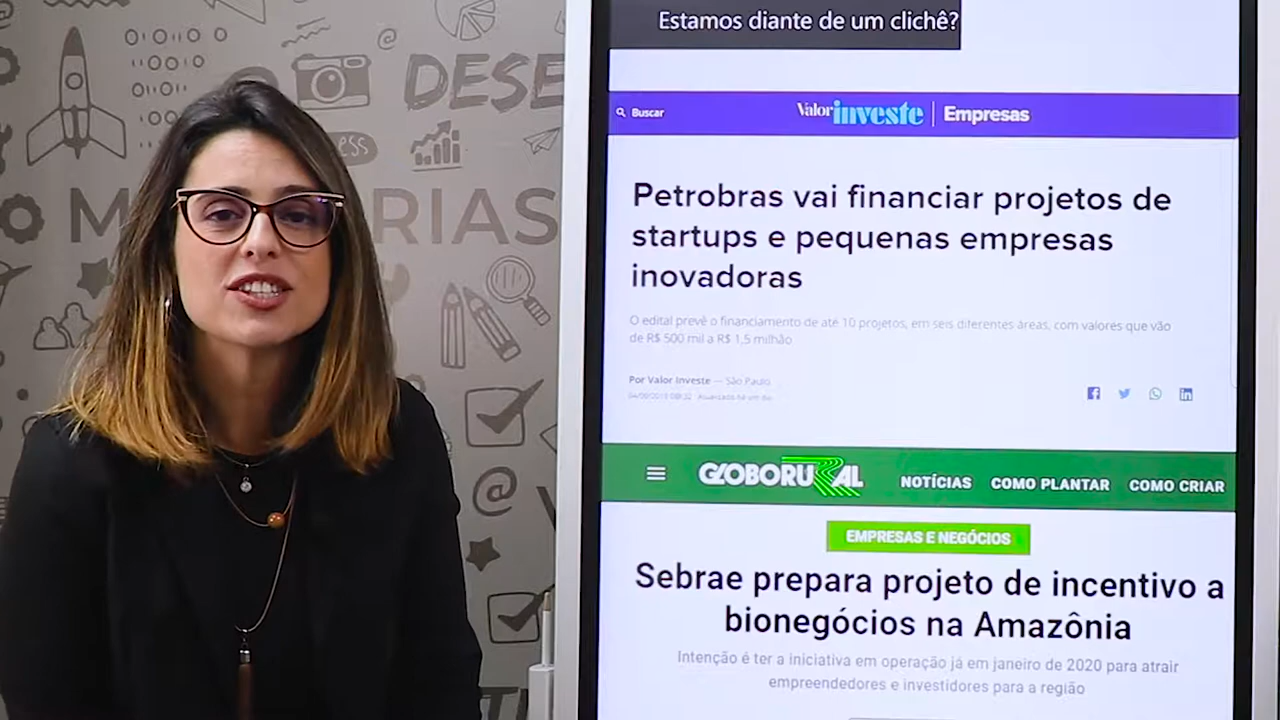 DESE
ess
M RIAS
@
@
Estamos diante de um clichê?
Buscar
Valor investe | Empresas
Petrobras vai financiar projetos de
startups e pequenas empresas
inovadoras
O edital prevê o financiamento de até 10 projetos, em seis diferentes áreas, com valores que vão
de R$ 500 mil a R$ 1,5 milhão
Por Valor Investe — São Paulo
GLOBORURAL
NOTÍCIAS COMO PLANTAR COMO CRIAR
EMPRESAS E NEGÓCIOS
Sebrae prepara projeto de incentivo a
bionegócios na Amazônia
Intenção é ter a iniciativa em operação já em janeiro de 2020 para atrair
empreendedores e investidores para a região